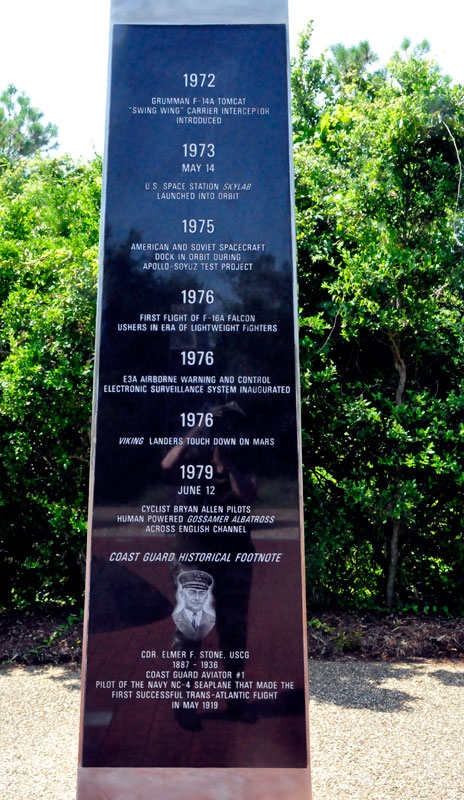 1972
GRUMMAN F-14A TOMCAT
"SWING WING" CARRIER INTERCEPTOR
INTRODUCED
1973
MAY 14
U.S. SPACE STATION SKYLAB
LAUNCHED INTO ORBIT
1975
AMERICAN AND SOVIET SPACECRAFT
DOCK IN ORBIT DURING
APOLLO-SOYUZ TEST PROJECT
1976
FIRST FLIGHT OF F-16A FALCON
USHERS IN ERA OF LIGHTWEIGHT FIGHTERS
1976
E3A AIRBORNE WARNING AND CONTROL
ELECTRONIC SURVEILLANCE SYSTEM INAUGURATED
1976
VIKING LANDERS TOUCH DOWN ON MARS
1979
JUNE 12
CYCLIST BRYAN ALLEN PILOTS
HUMAN POWERED GOSSAMER ALBATROSS
ACROSS ENGLISH CHANNEL
COAST GUARD HISTORICAL FOOTNOTE
CDR. ELMER F. STONE, USCG
1887 - 1936
COAST GUARD AVIATOR #1
PILOT OF THE NAVY NC-4 SEAPLANE THAT MADE THE
FIRST SUCCESSFUL TRANS-ATLANTIC FLIGHT
IN MAY 1919